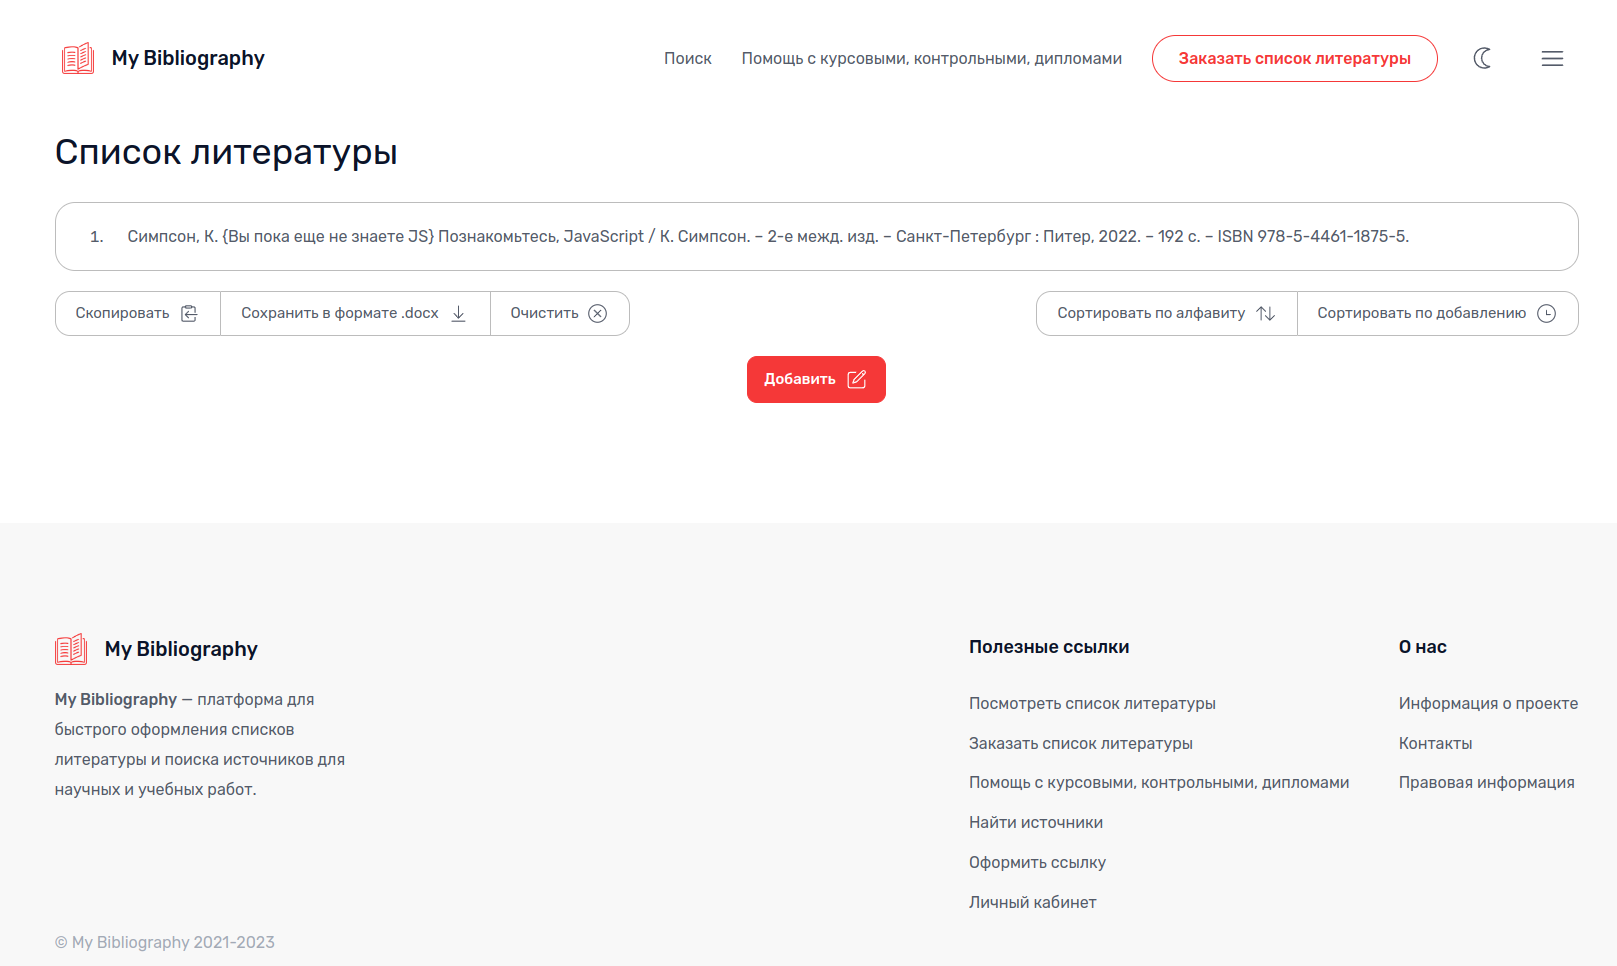 My Bibliography
Поиск
Помощь с курсовыми, контрольными, дипломами
Заказать список литературы
Список литературы
1. Симпсон, К. {Вы пока еще не знаете JS} Познакомьтесь, JavaScript / К. Симпсон. – 2-е межд. изд. – Санкт-Петербург : Питер, 2022. – 192 с. – ISBN 978-5-4461-1875-5.
Скопировать
Сохранить в формате .docx
Очистить
Сортировать по алфавиту
Сортировать по добавлению
Добавить
My Bibliography
My Bibliography — платформа для
быстрого оформления списков
литературы и поиска источников для
научных и учебных работ.
Полезные ссылки
Посмотреть список литературы
Заказать список литературы
Помощь с курсовыми, контрольными, дипломами
Найти источники
Оформить ссылку
Личный кабинет
О нас
Информация о проекте
Контакты
Правовая информация
© My Bibliography 2021-2023